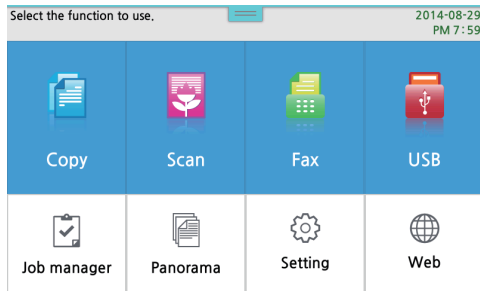 Select the function to use.
2014-08-29
PM 7:59
Copy
Scan
Fax
USB
Job manager
Panorama
Setting
Web